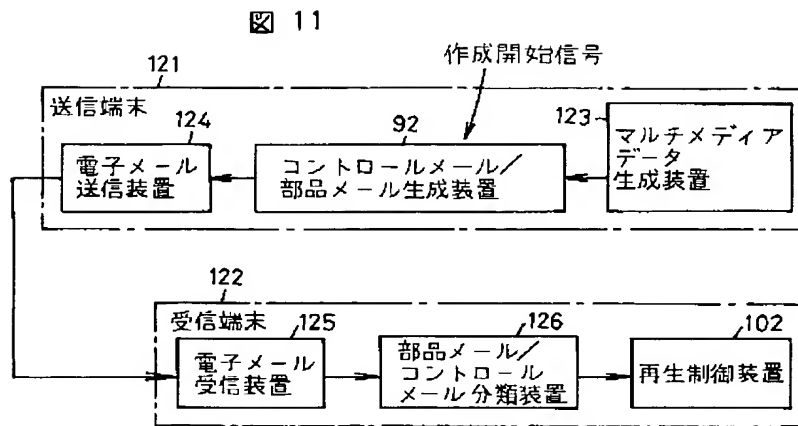 図 11
作成開始信号
121
送信端末
124
電子メール
送信装置
92
コントロールメール/
部品メール生成装置
123
マルチメディア
データ
生成装置
122
受信端末
125
電子メール
受信装置
126
部品メール/
コントロール
メール分類装置
102
再生制御装置